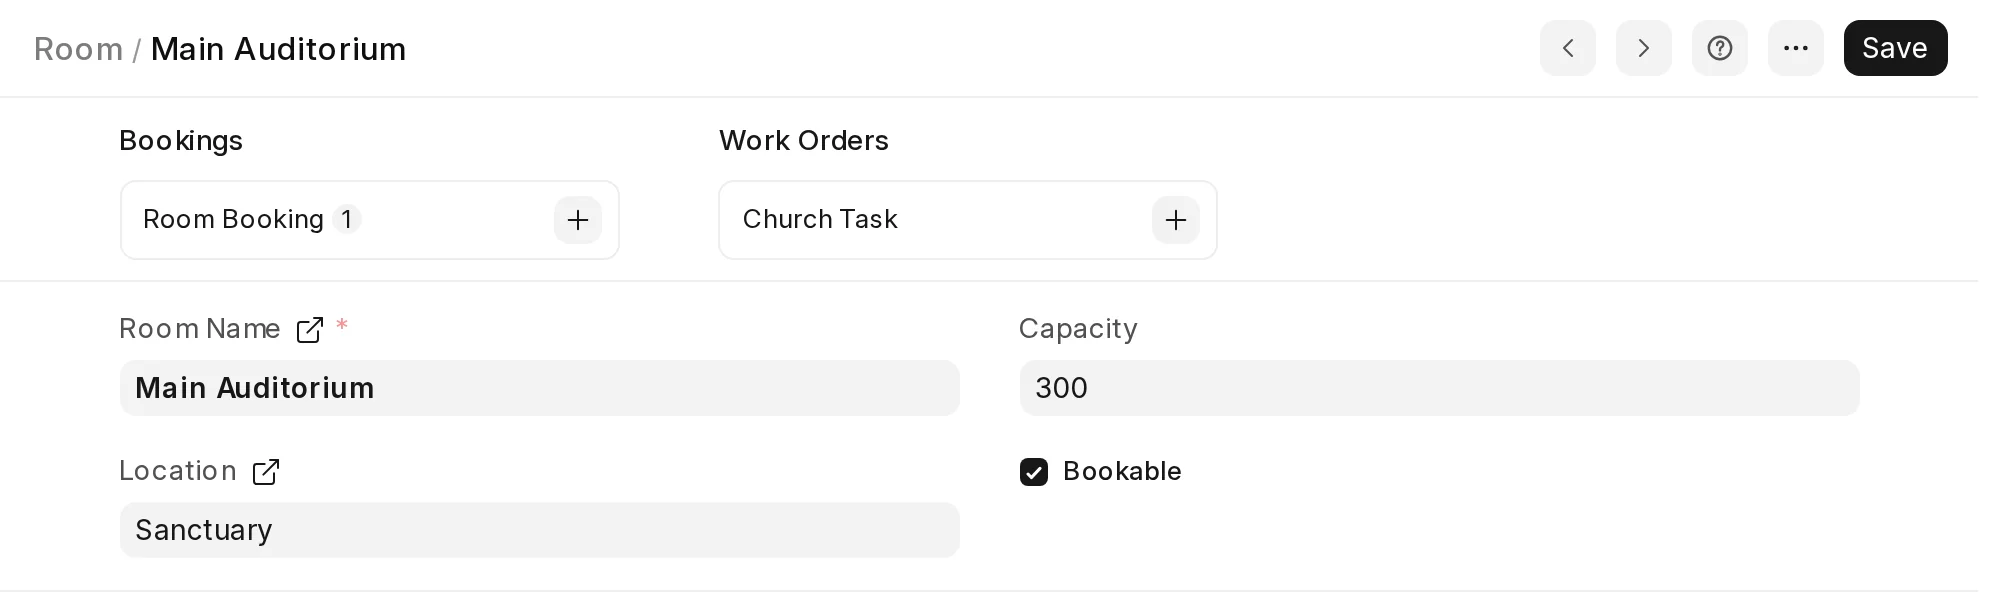 Room / Main Auditorium
Save
Bookings
Work Orders
Room Booking 1
Church Task
Room Name *
Capacity
Main Auditorium
300
Location
Bookable
Sanctuary